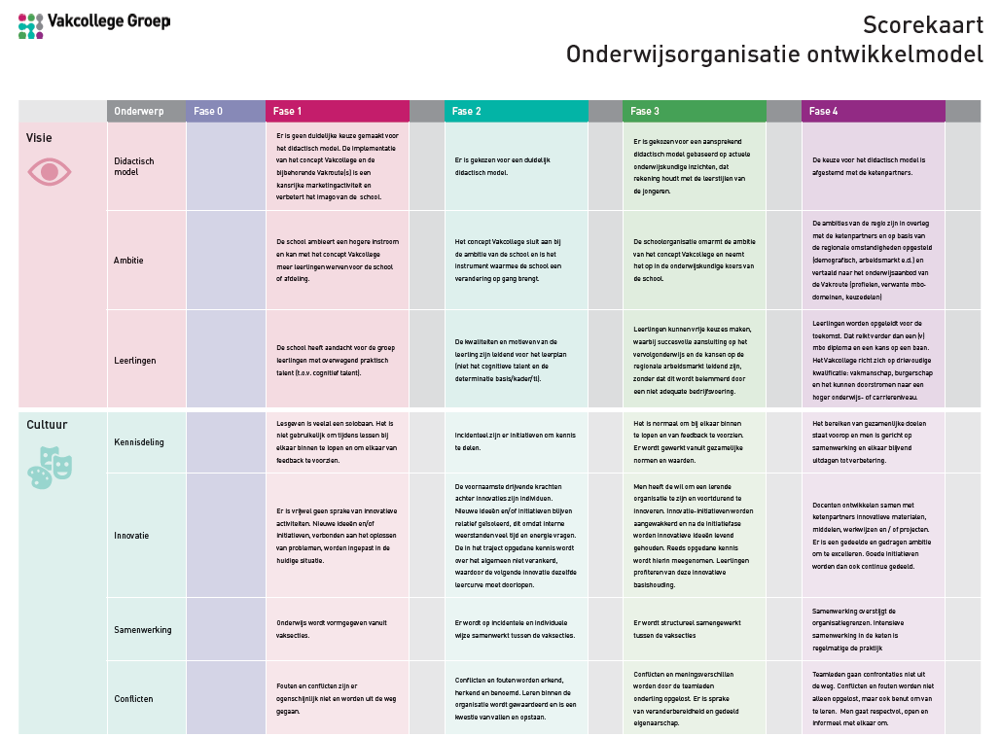 Vakcollege Groep
Scorekaart
Onderwijsorganisatie ontwikkelmodel
Onderwerp
Fase 0
Fase 1
Fase 2
Fase 3
Fase 4
Visie
Didactisch
model
Er is geen duidelijke keuze gemaakt voor
het didactisch model. De implementatie
van het concept Vakcollege en de
bijbehorende Vakroute(s) is een
kansrijke marketingactiviteit en
verbetert het imago van de school.
Er is gekozen voor een duidelijk
didactisch model.
Er is gekozen voor een aansprekend
didactisch model gebaseerd op actuele
onderwijskundige inzichten, dat
rekening houdt met de leerstijlen van
de jongeren.
De keuze voor het didactisch model is
afgestemd met de ketenpartners.
Ambitie
De school ambieert een hogere instroom
en kan met het concept Vakcollege
meer leerlingen werven voor de school
of afdeling.
Het concept Vakcollege sluit aan bij
de ambitie van de school en is het
instrument waarmee de school een
verandering op gang brengt.
De schoolorganisatie omarmt de ambitie
van het concept Vakcollege en neemt
het op in de onderwijskundige koers van
de school.
De ambities van de regio zijn in overleg
met de ketenpartners en op basis van
de regionale omstandigheden opgesteld
(demografisch, arbeidsmarkt e.d.) en
vertaald naar het onderwijsaanbod van
de Vakroute (profielen, verwante mbo-
domeinen, keuzedelen)
Leerlingen
De school heeft aandacht voor de groep
leerlingen met overwegend praktisch
talent (t.o.v. cognitief talent).
De kwaliteiten en motieven van de
leerling zijn leidend voor het leerplan
(niet het cognitieve talent en de
determinatie basis/kader/tl).
Leerlingen kunnen vrije keuzes maken,
waarbij succesvolle aansluiting op het
vervolgonderwijs en de kansen op de
regionale arbeidsmarkt leidend zijn,
zonder dat dit wordt belemmerd door
een niet adequate bedrijfsvoering.
Leerlingen worden opgeleidt voor de
toekomst. Dat reikt verder dan een (v)
mbo diploma en een kans op een baan.
Het Vakcollege richt zich op drievoudige
kwalificatie: vakmanschap, burgerschap
en het kunnen doorstromen naar een
hoger onderwijs- of carrièreniveau.
Cultuur
Kennisdeling
Lesgeven is veelal een solobaan. Het is
niet gebruikelijk om tijdens lessen bij
elkaar binnen te lopen en om elkaar van
feedback te voorzien.
Incidenteel zijn er initiatieven om kennis
te delen.
Het is normaal om bij elkaar binnen
te lopen en van feedback te voorzien.
Er wordt gewerkt vanuit gezamelijke
normen en waarden.
Het bereiken van gezamenlijke doelen
staat voorop en men is gericht op
samenwerking en elkaar blijvend
uitdagen tot verbetering.
Innovatie
Er is vrijwel geen sprake van innovatieve
activiteiten. Nieuwe ideeën en/of
initiatieven, verbonden aan het oplossen
van problemen, worden ingepast in de
huidige situatie.
De voornaamste drijvende krachten
achter innovaties zijn individuen.
Nieuwe ideeën en/of initiatieven blijven
relatief geïsoleerd, dit omdat interne
weerstanden veel tijd en energie vragen.
De in het traject opgedane kennis wordt
over het algemeen niet verankerd,
waardoor de volgende innovatie dezelfde
leercurve moet doorlopen.
Men heeft de wil om een lerende
organisatie te zijn en voortdurend te
innoveren. Innovatie-initiatieven worden
aangewakkerd en na de initiatiefase
worden innovatieve ideeën levend
gehouden. Reeds opgedane kennis
wordt hierin meegenomen. Leerlingen
profiteren van deze innovatieve
basishouding.
Docenten ontwikkelen samen met
ketenpartners innovatieve materialen,
middelen, werkwijzen en / of projecten.
Er is een gedeelde en gedragen ambitie
om te excelleren. Goede initiatieven
worden dan ook continue gedeeld.
Samenwerking
Onderwijs wordt vormgegeven vanuit
vaksecties.
Er wordt op incidentele en individuele
wijze samenwerkt tussen de vaksecties.
Er wordt structureel samengewerkt
tussen de vaksecties
Samenwerking overstijgt de
organisatiegrenzen. Intensieve
samenwerking in de keten is
regelmatige de praktijk
Conflicten
Fouten en conflicten zijn er
ogenschijnlijk niet en worden uit de weg
gegaan.
Conflicten en fouten worden erkend,
herkend en benoemd. Leren binnen de
organisatie wordt gewaardeerd en is een
kwestie van vallen en opstaan.
Conflicten en meningsverschillen
worden door de teamleden
onderling opgelost. Er is sprake
van veranderbereidheid en gedeeld
eigenaarschap.
Teamleden gaan confrontaties niet uit
de weg. Conflicten en fouten worden niet
alleen opgelost, maar ook benut om van
te leren. Men gaat respectvol, open en
informeel met elkaar om.